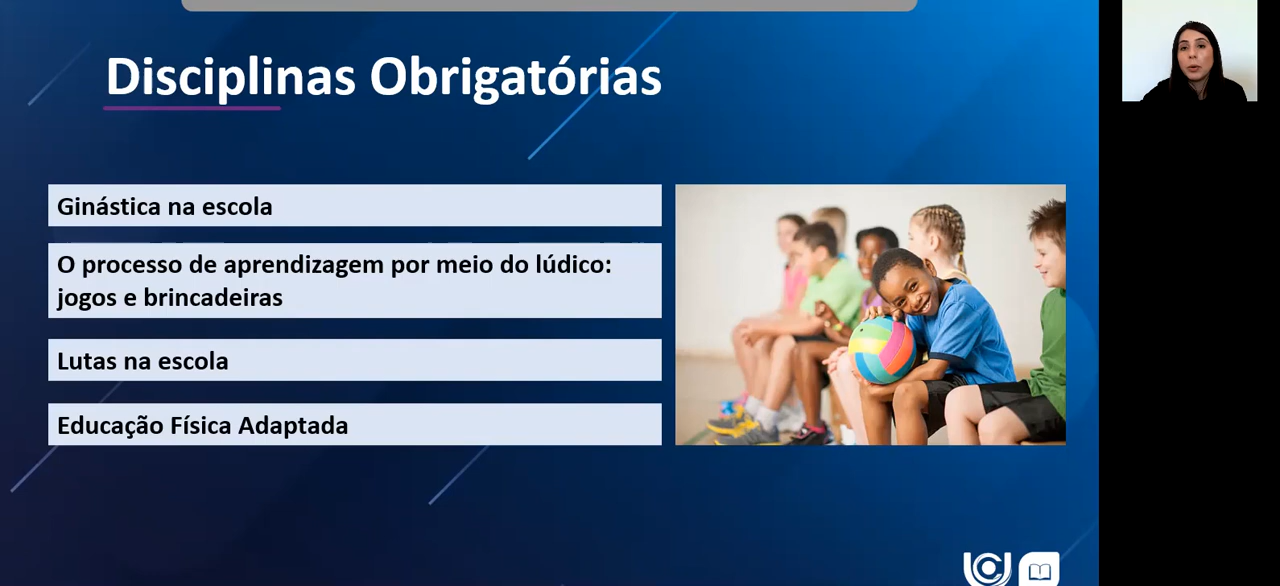 Disciplinas Obrigatórias
Ginástica na escola
O processo de aprendizagem por meio do lúdico:
jogos e brincadeiras
Lutas na escola
Educação Física Adaptada